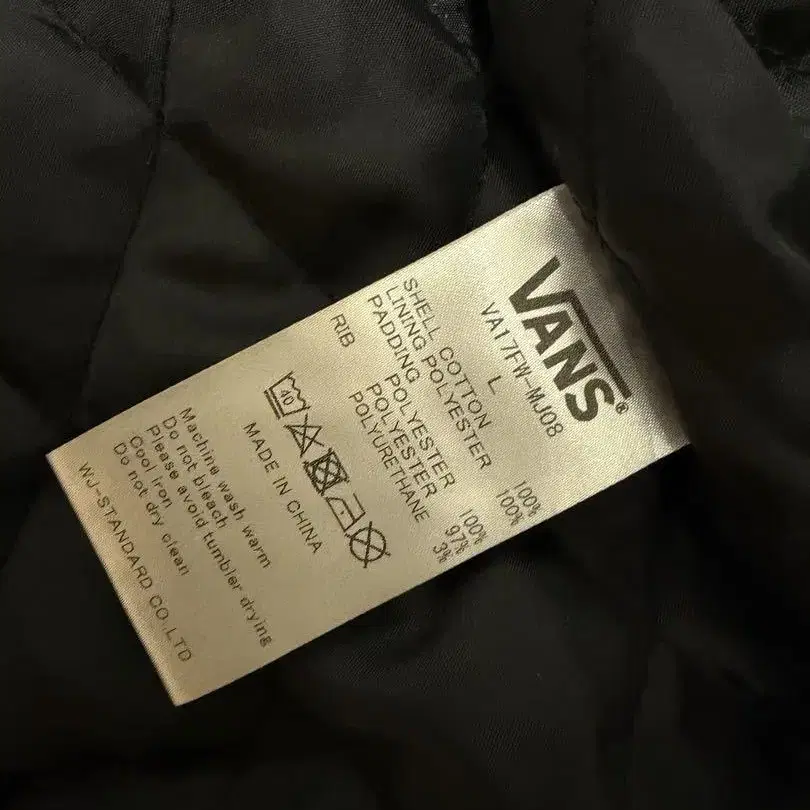 VANS®
VA17FW-MJ08
L
SHELL COTTON 100%
LINING POLYESTER 100%
PADDING POLYESTER 100%
RIB POLYESTER 97%
POLYURETHANE 3%
40
MADE IN CHINA
Machine wash warm
Do not bleach
Please avoid tumbler drying
Cool iron
Do not dry clean
WJ-STANDARD CO.LTD